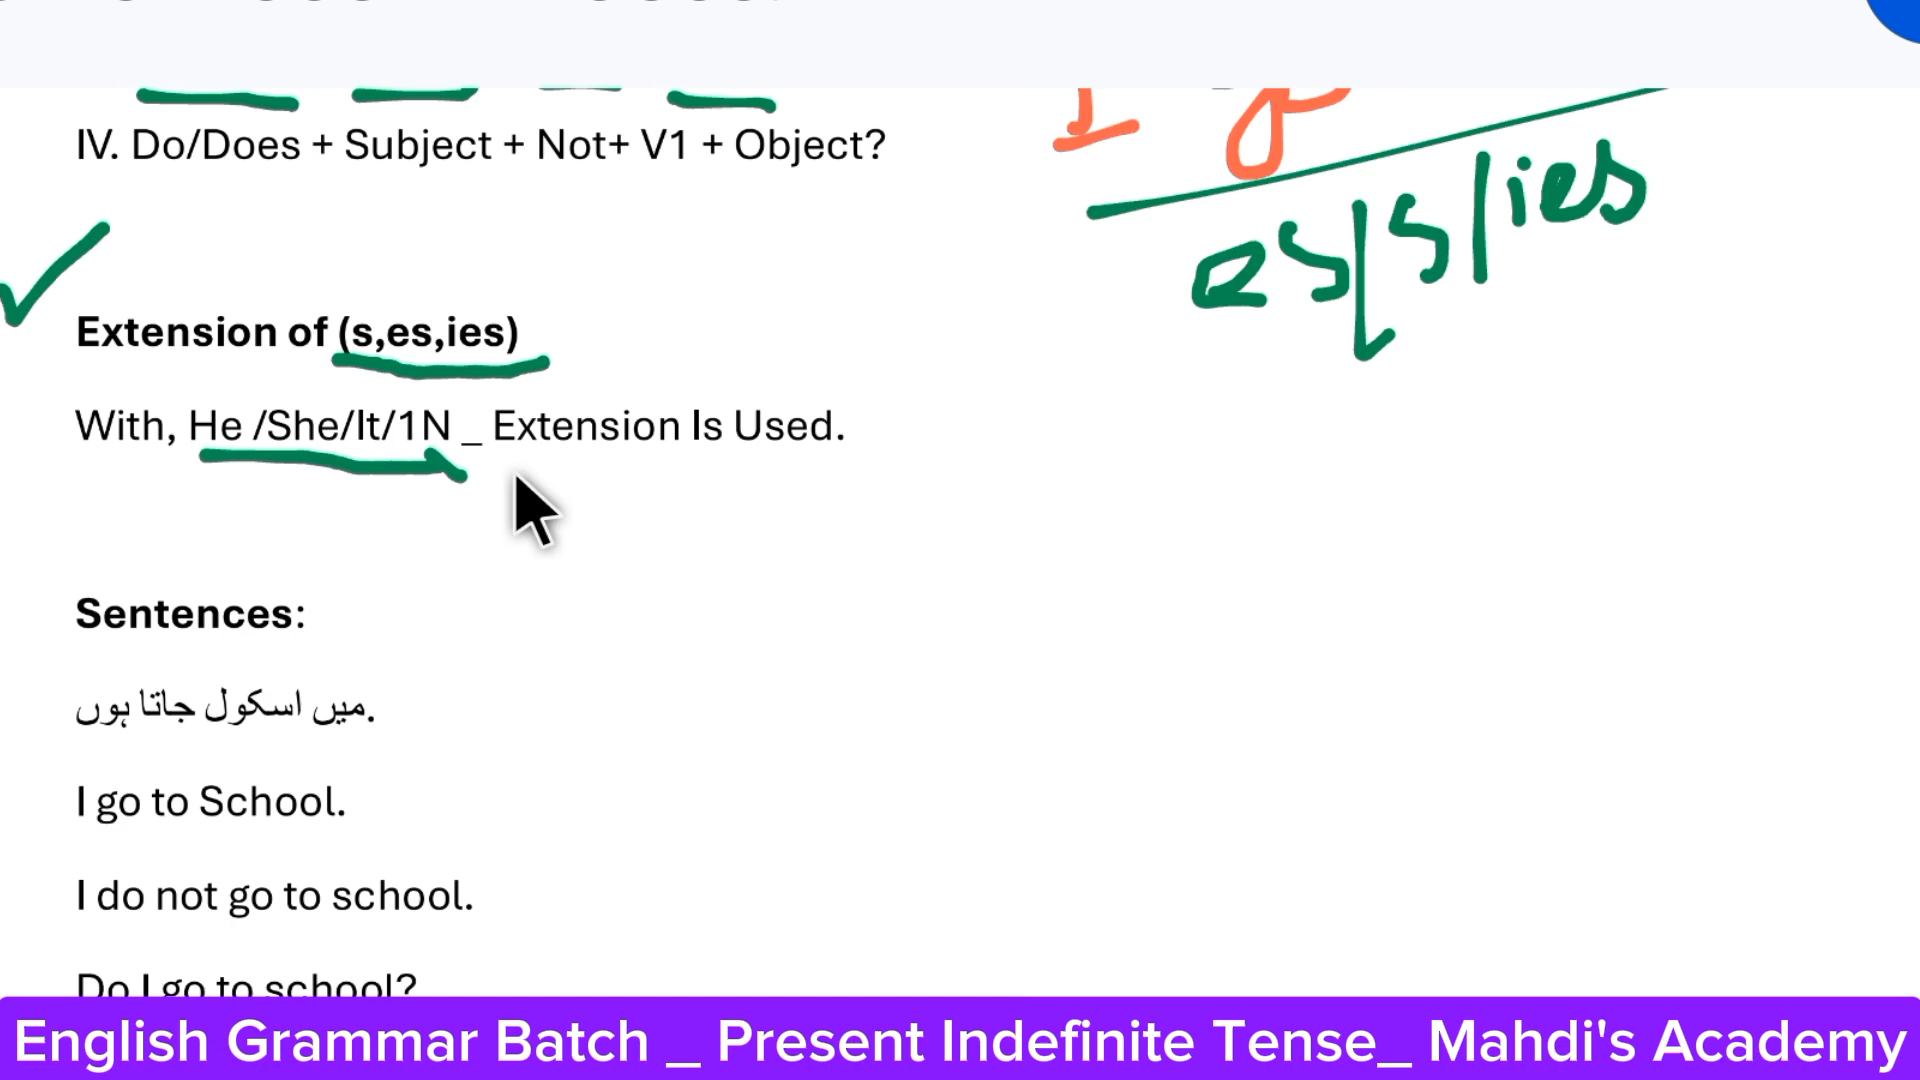 IV. Do/Does + Subject + Not+ V1 + Object?
I
es/s/ies
Extension of (s,es,ies)
With, He /She/It/1N _ Extension Is Used.
Sentences:
میں اسکول جاتا ہوں.
I go to School.
I do not go to school.
Do I go to school?
English Grammar Batch _ Present Indefinite Tense_ Mahdi's Academy